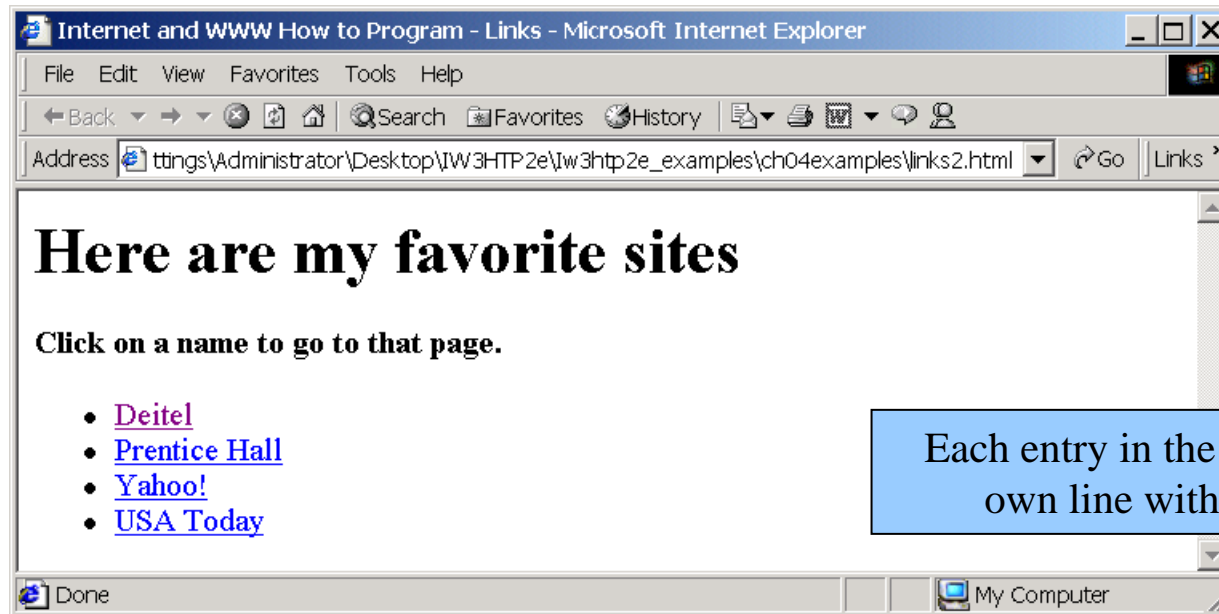 Internet and WWW How to Program - Links - Microsoft Internet Explorer
File Edit View Favorites Tools Help
Back Search Favorites History
Address ttings\Administrator\Desktop\IW3HTP2e\Iw3htp2e_examples\ch04examples\links2.html Go Links
Here are my favorite sites
Click on a name to go to that page.
• Deitel
• Prentice Hall
• Yahoo!
• USA Today
Each entry in the
own line with
Done My Computer